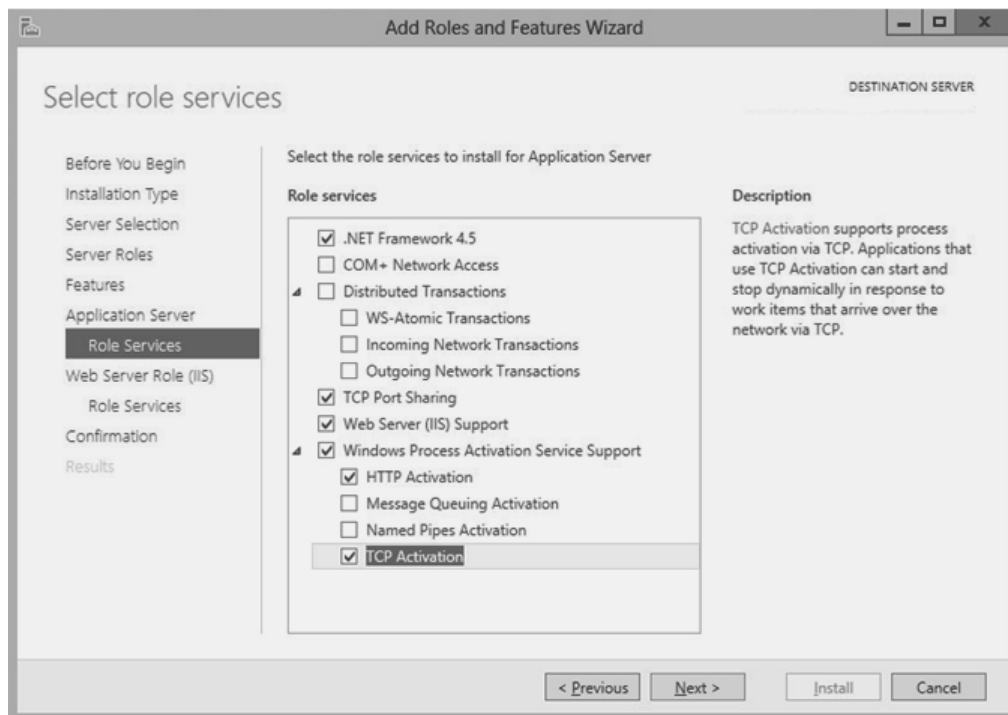 Add Roles and Features Wizard
Select role services
DESTINATION SERVER
Before You Begin
Installation Type
Server Selection
Server Roles
Features
Application Server
Role Services
Web Server Role (IIS)
Role Services
Confirmation
Results
Select the role services to install for Application Server
Role services
.NET Framework 4.5
COM+ Network Access
Distributed Transactions
WS-Atomic Transactions
Incoming Network Transactions
Outgoing Network Transactions
TCP Port Sharing
Web Server (IIS) Support
Windows Process Activation Service Support
HTTP Activation
Message Queuing Activation
Named Pipes Activation
TCP Activation
Description
TCP Activation supports process
activation via TCP. Applications that
use TCP Activation can start and
stop dynamically in response to
work items that arrive over the
network via TCP.
< Previous
Next >
Install
Cancel